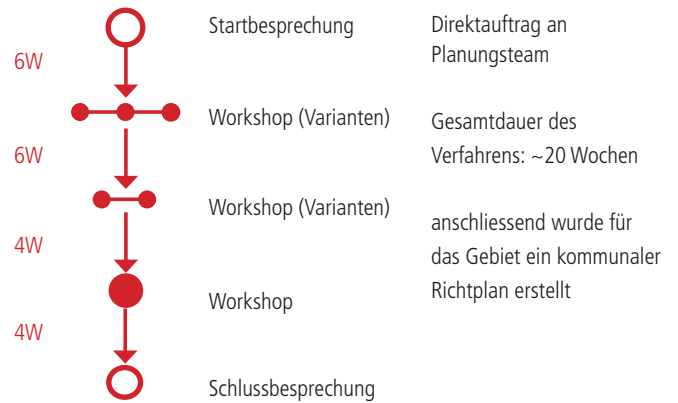 Startbesprechung
Direktauftrag an
Planungsteam
6W
Workshop (Varianten)
Gesamtdauer des
Verfahrens: ~20 Wochen
6W
Workshop (Varianten)
anschliessend wurde für
das Gebiet ein kommunaler
Richtplan erstellt
4W
Workshop
4W
Schlussbesprechung